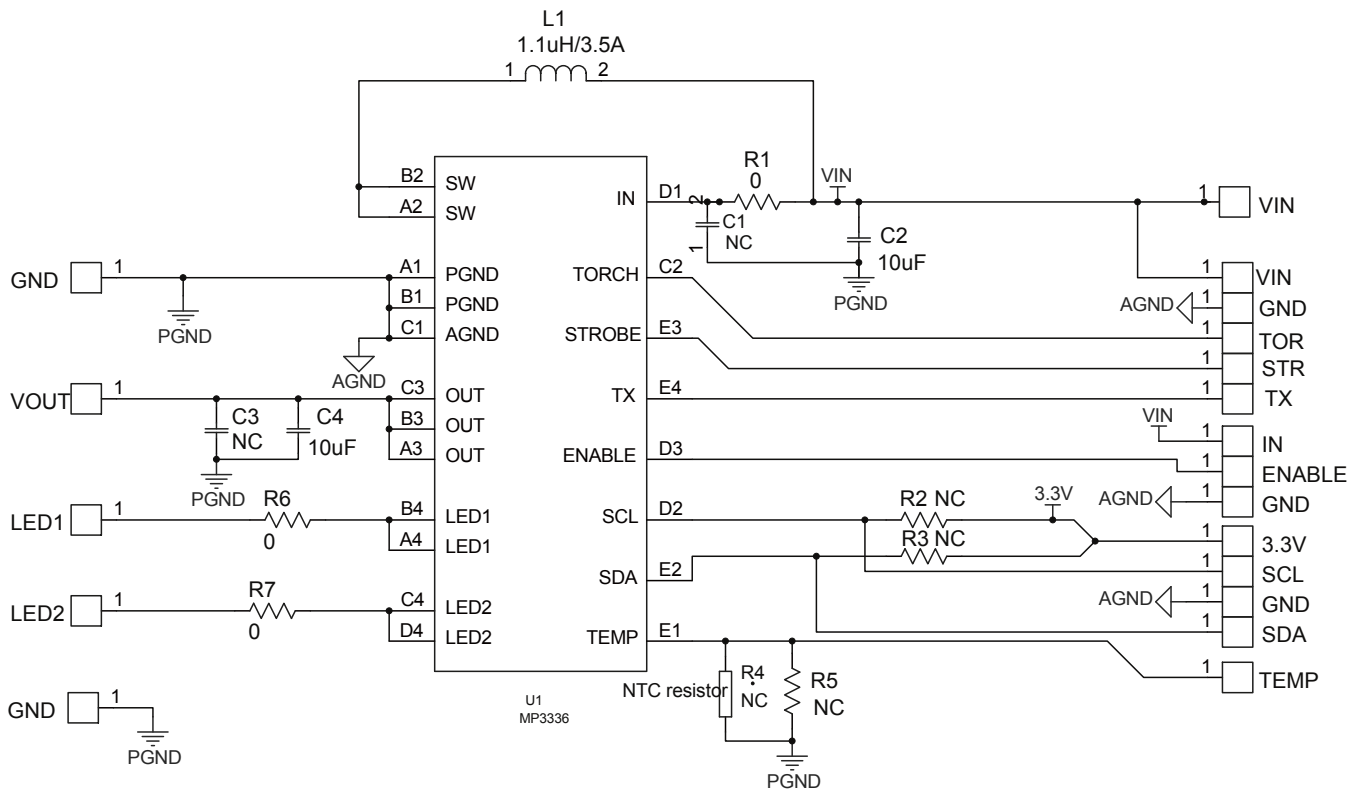 L1
1.1uH/3.5A
1 2
B2 SW
A2 SW
GND 1 A1 PGND
B1 PGND
C1 AGND
PGND
AGND
VOUT 1 C3 OUT
B3 OUT
A3 OUT
C3 NC
C4 10uF
PGND
LED1 1 R6 0 B4 LED1
A4 LED1
LED2 1 R7 0 C4 LED2
D4 LED2
GND 1
PGND
U1
MP3336
IN D1 2
C1
NC
1
R1
0
VIN
C2
10uF
PGND
1 VIN
TORCH C2
STROBE E3
TX E4
ENABLE D3
SCL D2
SDA E2
TEMP E1
1 VIN
AGND 1 GND
1 TOR
1 STR
1 TX
VIN
1 IN
1 ENABLE
AGND 1 GND
R2 NC
R3 NC
3.3V
1 3.3V
1 SCL
AGND 1 GND
1 SDA
1 TEMP
NTC resistor
R4
NC
R5
NC
PGND